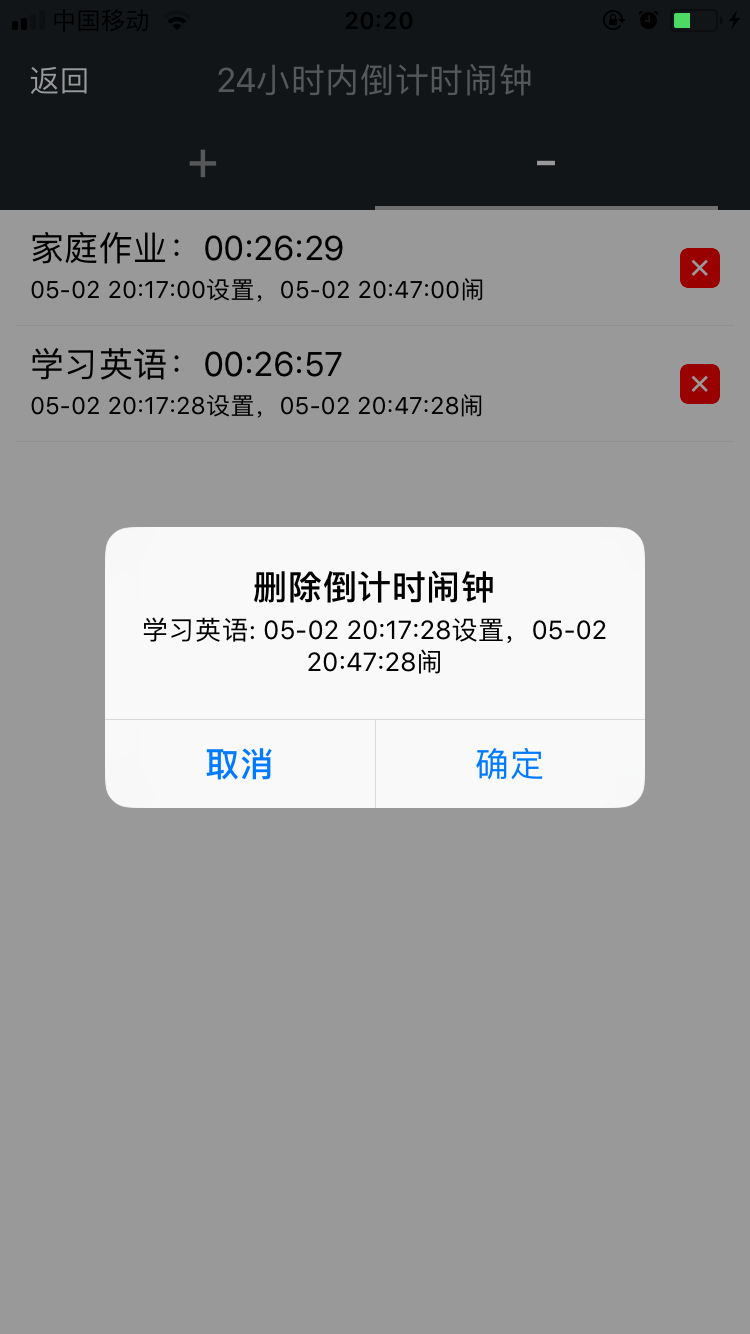 中国移动 20:20
返回 24小时内倒计时闹钟
+ -
家庭作业：00:26:29
05-02 20:17:00设置，05-02 20:47:00闹
学习英语：00:26:57
05-02 20:17:28设置，05-02 20:47:28闹
删除倒计时闹钟
学习英语: 05-02 20:17:28设置，05-02
20:47:28闹
取消 确定